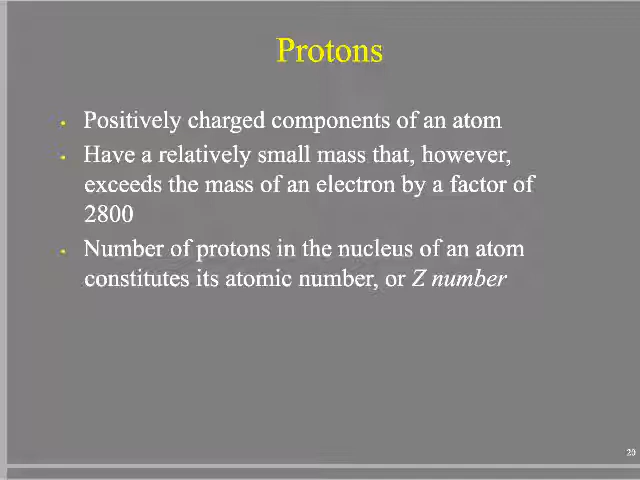 Protons
• Positively charged components of an atom
• Have a relatively small mass that, however,
exceeds the mass of an electron by a factor of
2800
• Number of protons in the nucleus of an atom
constitutes its atomic number, or Z number
20